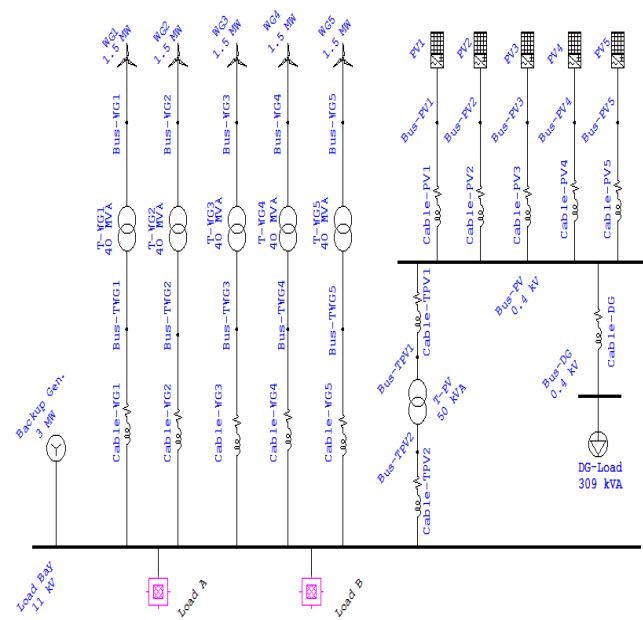 WG1
1.5 MW
WG2
1.5 MW
WG3
1.5 MW
WG4
1.5 MW
WG5
1.5 MW
PV1
PV2
PV3
PV4
PV5
Bus-WG1
Bus-WG2
Bus-WG3
Bus-WG4
Bus-WG5
Bus-PV1
Bus-PV2
Bus-PV3
Bus-PV4
Bus-PV5
Cable-PV1
Cable-PV2
Cable-PV3
Cable-PV4
Cable-PV5
T-WG1
40 MVA
T-WG2
40 MVA
T-WG3
40 MVA
T-WG4
40 MVA
T-WG5
40 MVA
Bus-PV
0.4 kV
Bus-TWG1
Bus-TWG2
Bus-TWG3
Bus-TWG4
Bus-TWG5
Cable-TPV1
Cable-DG
Bus-TPV1
T-PV
50 kVA
Bus-DG
0.4 kV
Backup Gen.
3 MW
Cable-WG1
Cable-WG2
Cable-WG3
Cable-WG4
Cable-WG5
Bus-TPV2
Cable-TPV2
DG-Load
309 kVA
Load Bay
11 kV
Load A
Load B